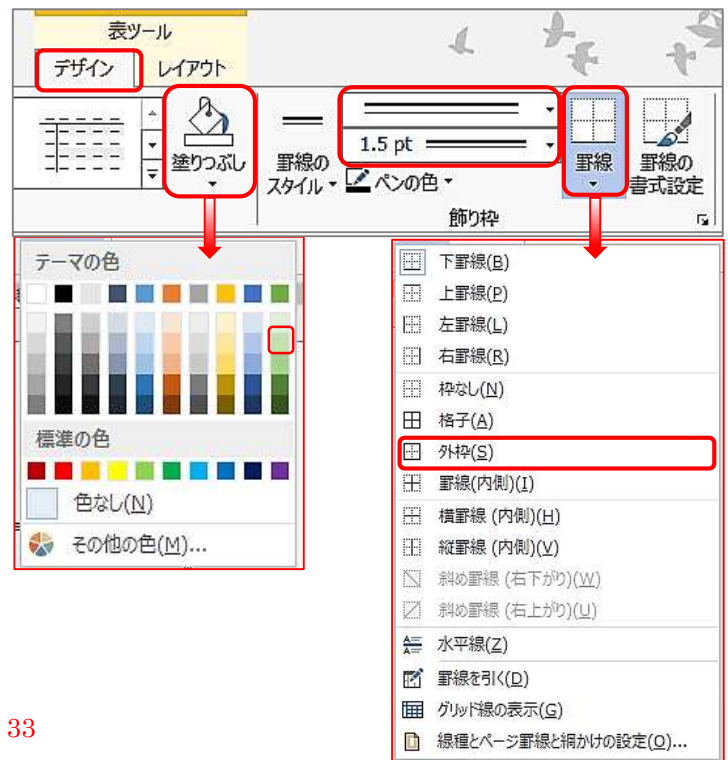 表ツール
デザイン レイアウト
塗りつぶし
罫線の
スタイル
1.5 pt
ペンの色
罫線
罫線の
書式設定
飾り枠
テーマの色
標準の色
色なし(N)
その他の色(M)...
下罫線(B)
上罫線(P)
左罫線(L)
右罫線(R)
枠なし(N)
格子(A)
外枠(S)
罫線(内側)(I)
横罫線 (内側)(H)
縦罫線 (内側)(V)
斜め罫線 (右下がり)(W)
斜め罫線 (右上がり)(U)
水平線(Z)
罫線を引く(D)
グリッド線の表示(G)
線種とページ罫線と網かけの設定(O)...
33